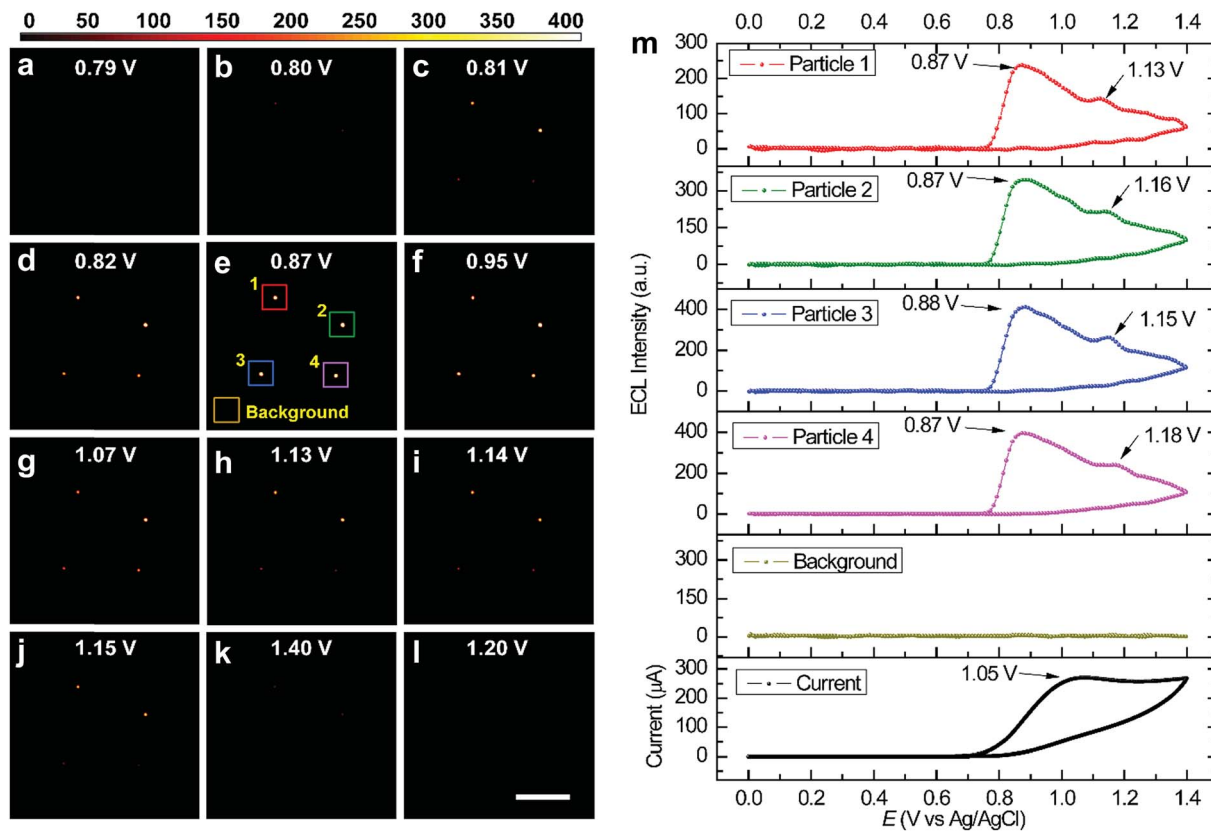 0 50 100 150 200 250 300 350 400
a 0.79 V
b 0.80 V
c 0.81 V
d 0.82 V
e 0.87 V
1
2
3
4
Background
f 0.95 V
g 1.07 V
h 1.13 V
i 1.14 V
j 1.15 V
k 1.40 V
l 1.20 V
m
0.0 0.2 0.4 0.6 0.8 1.0 1.2 1.4
300
200
100
0
Particle 1
0.87 V
1.13 V
300
150
0
Particle 2
0.87 V
1.16 V
400
200
0
Particle 3
0.88 V
1.15 V
400
200
0
Particle 4
0.87 V
1.18 V
300
150
0
Background
300
200
100
0
Current
1.05 V
ECL Intensity (a.u.)
Current (µA)
0.0 0.2 0.4 0.6 0.8 1.0 1.2 1.4
E (V vs Ag/AgCl)